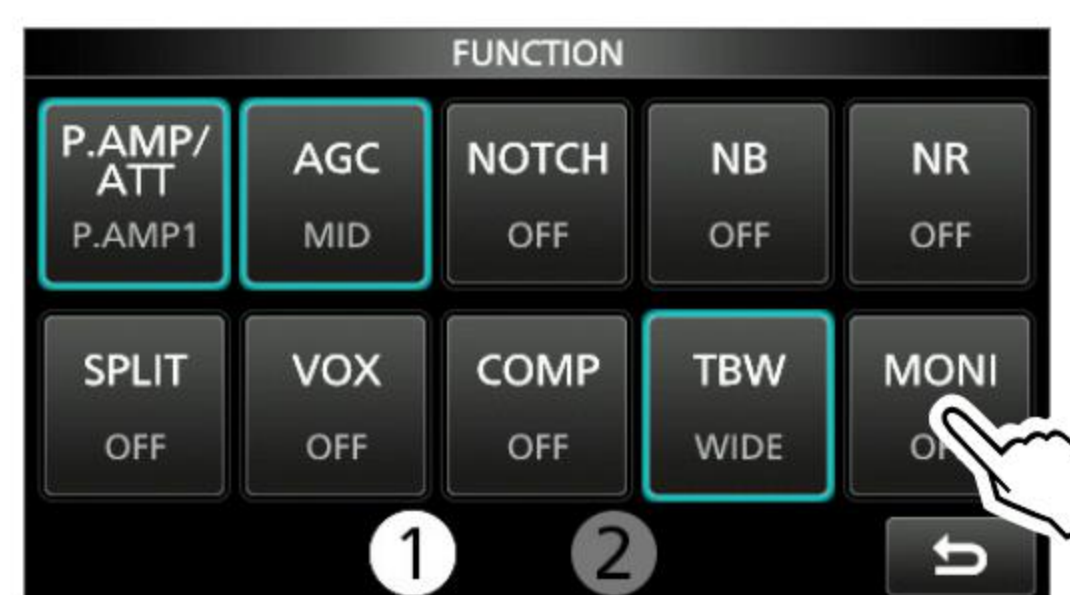 FUNCTION
P.AMP/
ATT
P.AMP1
AGC
MID
NOTCH
OFF
NB
OFF
NR
OFF
SPLIT
OFF
VOX
OFF
COMP
OFF
TBW
WIDE
MONI
1
2